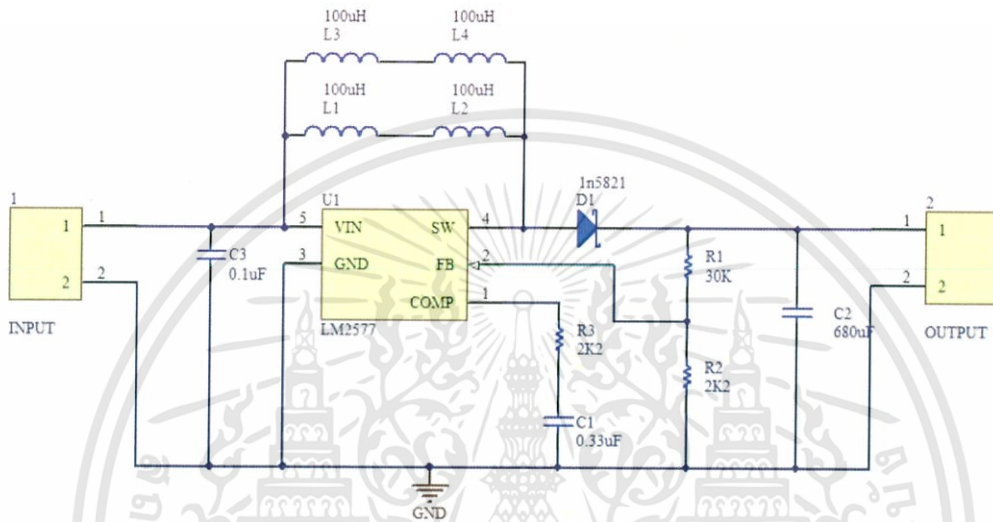 100uH
L3
100uH
L4
100uH
L1
100uH
L2
1n5821
D1
1
1
1
2
2
INPUT
C3
0.1uF
U1
5
VIN
3
GND
SW
4
FB
2
COMP
1
LM2577
R3
2K2
C1
0.33uF
R1
30K
R2
2K2
C2
680uF
2
1
1
2
2
OUTPUT
GND